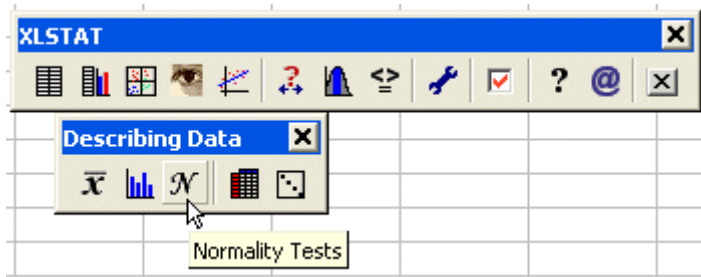 XLSTAT
? <=> ? @
Describing Data
x̄ N
Normality Tests